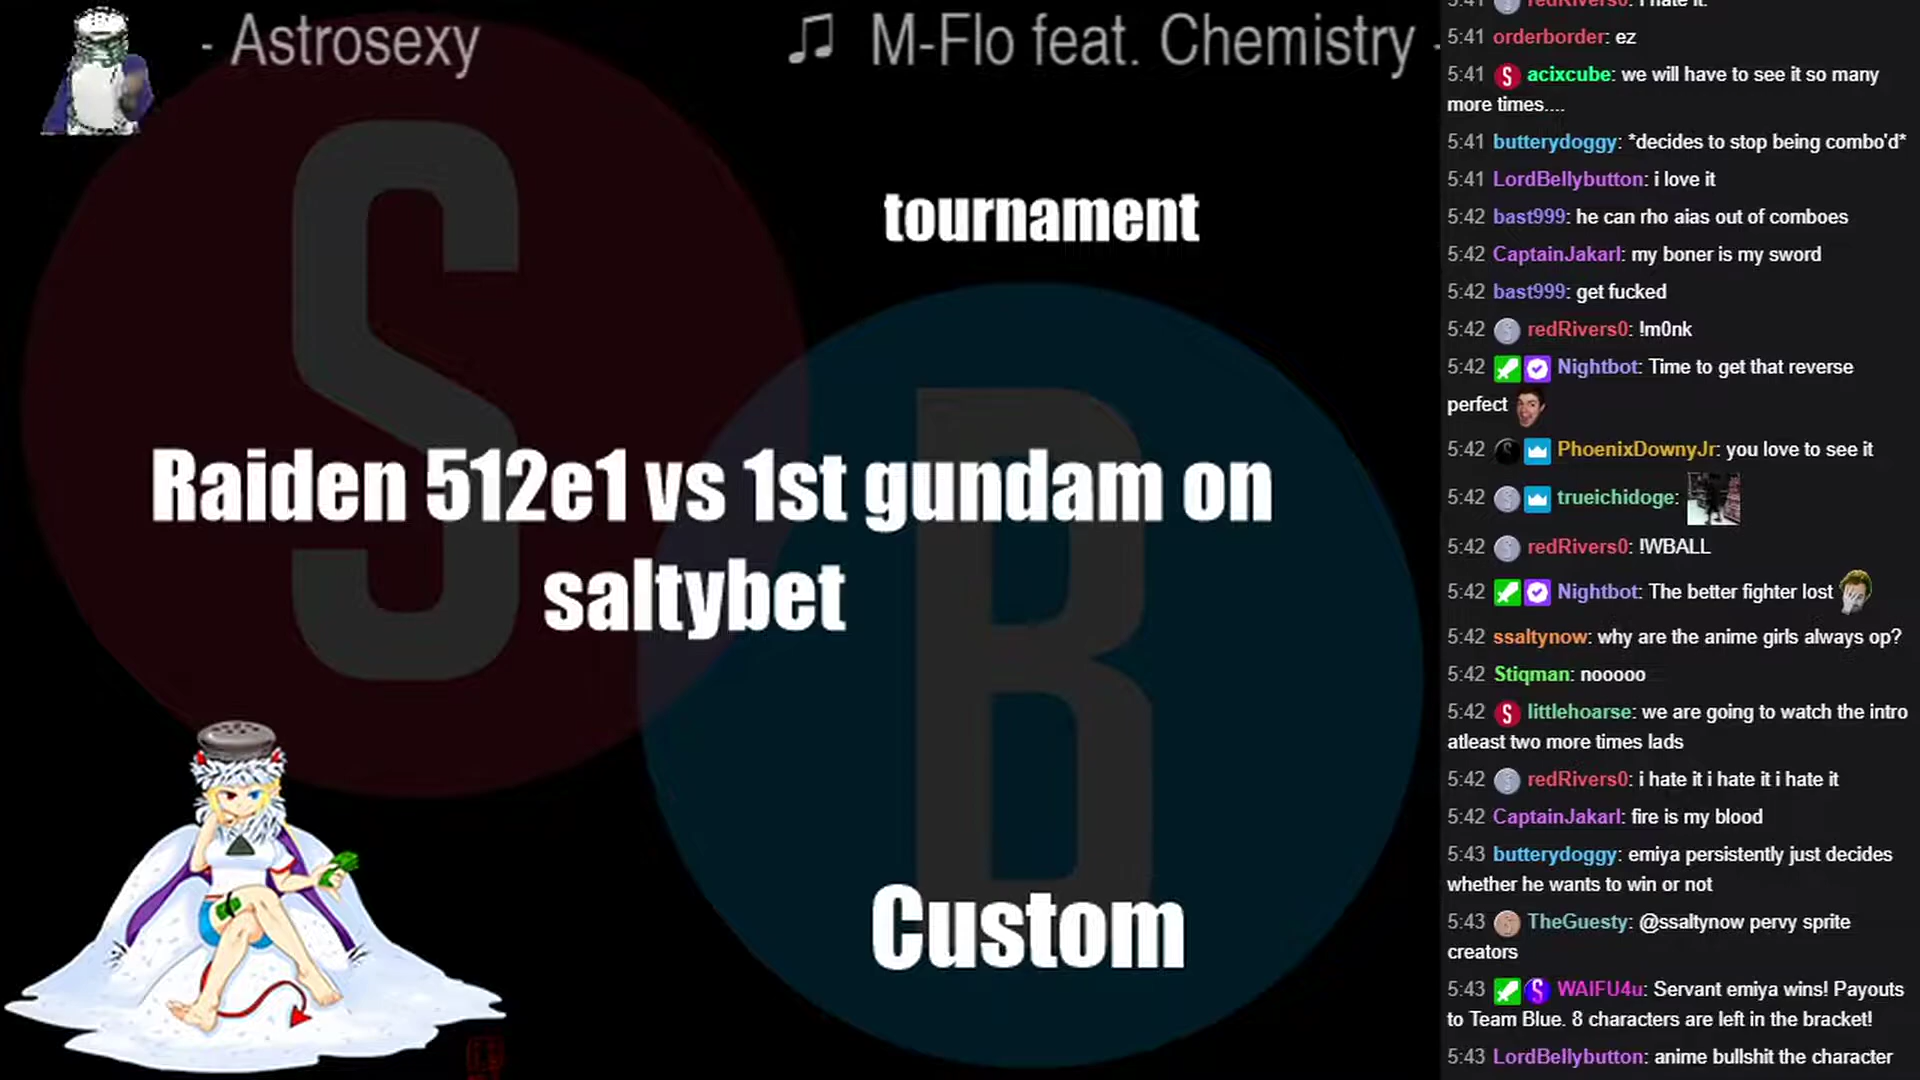 - Astrosexy
♫ M-Flo feat. Chemistry -
S
tournament
B
Raiden 512e1 vs 1st gundam on
saltybet
Custom
5:41 redRivers0: i hate it.
5:41 orderborder: ez
5:41 acixcube: we will have to see it so many
more times....
5:41 butterydoggy: *decides to stop being combo'd*
5:41 LordBellybutton: i love it
5:42 bast999: he can rho aias out of comboes
5:42 CaptainJakarl: my boner is my sword
5:42 bast999: get fucked
5:42 redRivers0: !m0nk
5:42 Nightbot: Time to get that reverse
perfect
5:42 PhoenixDownyJr: you love to see it
5:42 trueichidoge:
5:42 redRivers0: !WBALL
5:42 Nightbot: The better fighter lost
5:42 ssaltynow: why are the anime girls always op?
5:42 Stiqman: nooooo
5:42 littlehoarse: we are going to watch the intro
atleast two more times lads
5:42 redRivers0: i hate it i hate it i hate it
5:42 CaptainJakarl: fire is my blood
5:43 butterydoggy: emiya persistently just decides
whether he wants to win or not
5:43 TheGuesty: @ssaltynow pervy sprite
creators
5:43 WAIFU4u: Servant emiya wins! Payouts
to Team Blue. 8 characters are left in the bracket!
5:43 LordBellybutton: anime bullshit the character